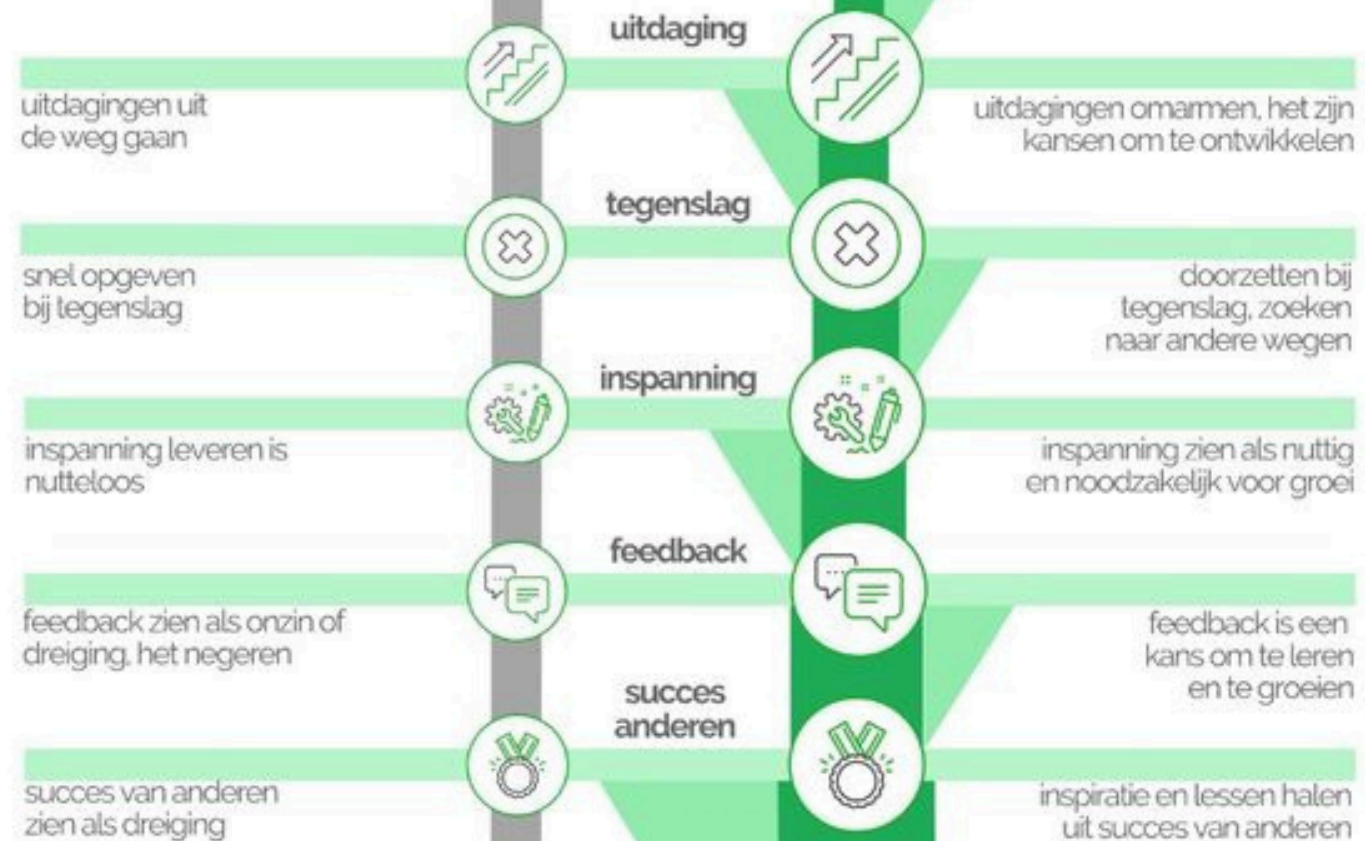 uitdaging
uitdagingen uit
de weg gaan
uitdagingen omarmen, het zijn
kansen om te ontwikkelen
tegenslag
snel opgeven
bij tegenslag
doorzetten bij
tegenslag, zoeken
naar andere wegen
inspanning
inspanning leveren is
nutteloos
inspanning zien als nuttig
en noodzakelijk voor groei
feedback
feedback zien als onzin of
dreiging, het negeren
feedback is een
kans om te leren
en te groeien
succes
anderen
succes van anderen
zien als dreiging
inspiratie en lessen halen
uit succes van anderen